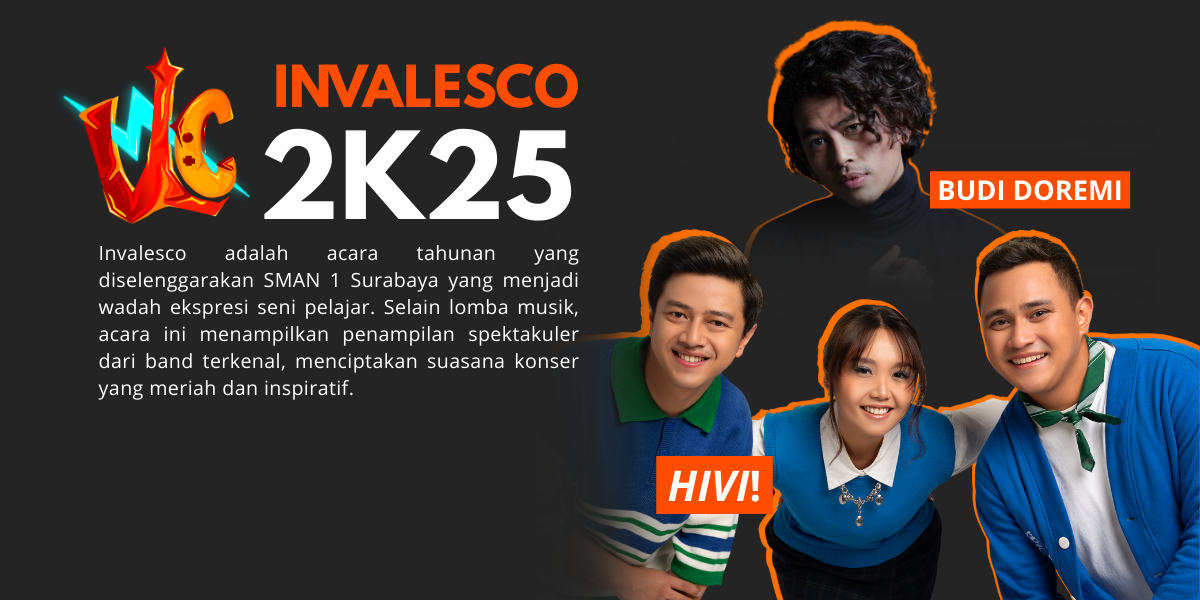 VC
INVALESCO
2K25
Invalesco adalah acara tahunan yang
diselenggarakan SMAN 1 Surabaya yang menjadi
wadah ekspresi seni pelajar. Selain lomba musik,
acara ini menampilkan penampilan spektakuler
dari band terkenal, menciptakan suasana konser
yang meriah dan inspiratif.
BUDI DOREMI
HIVI!